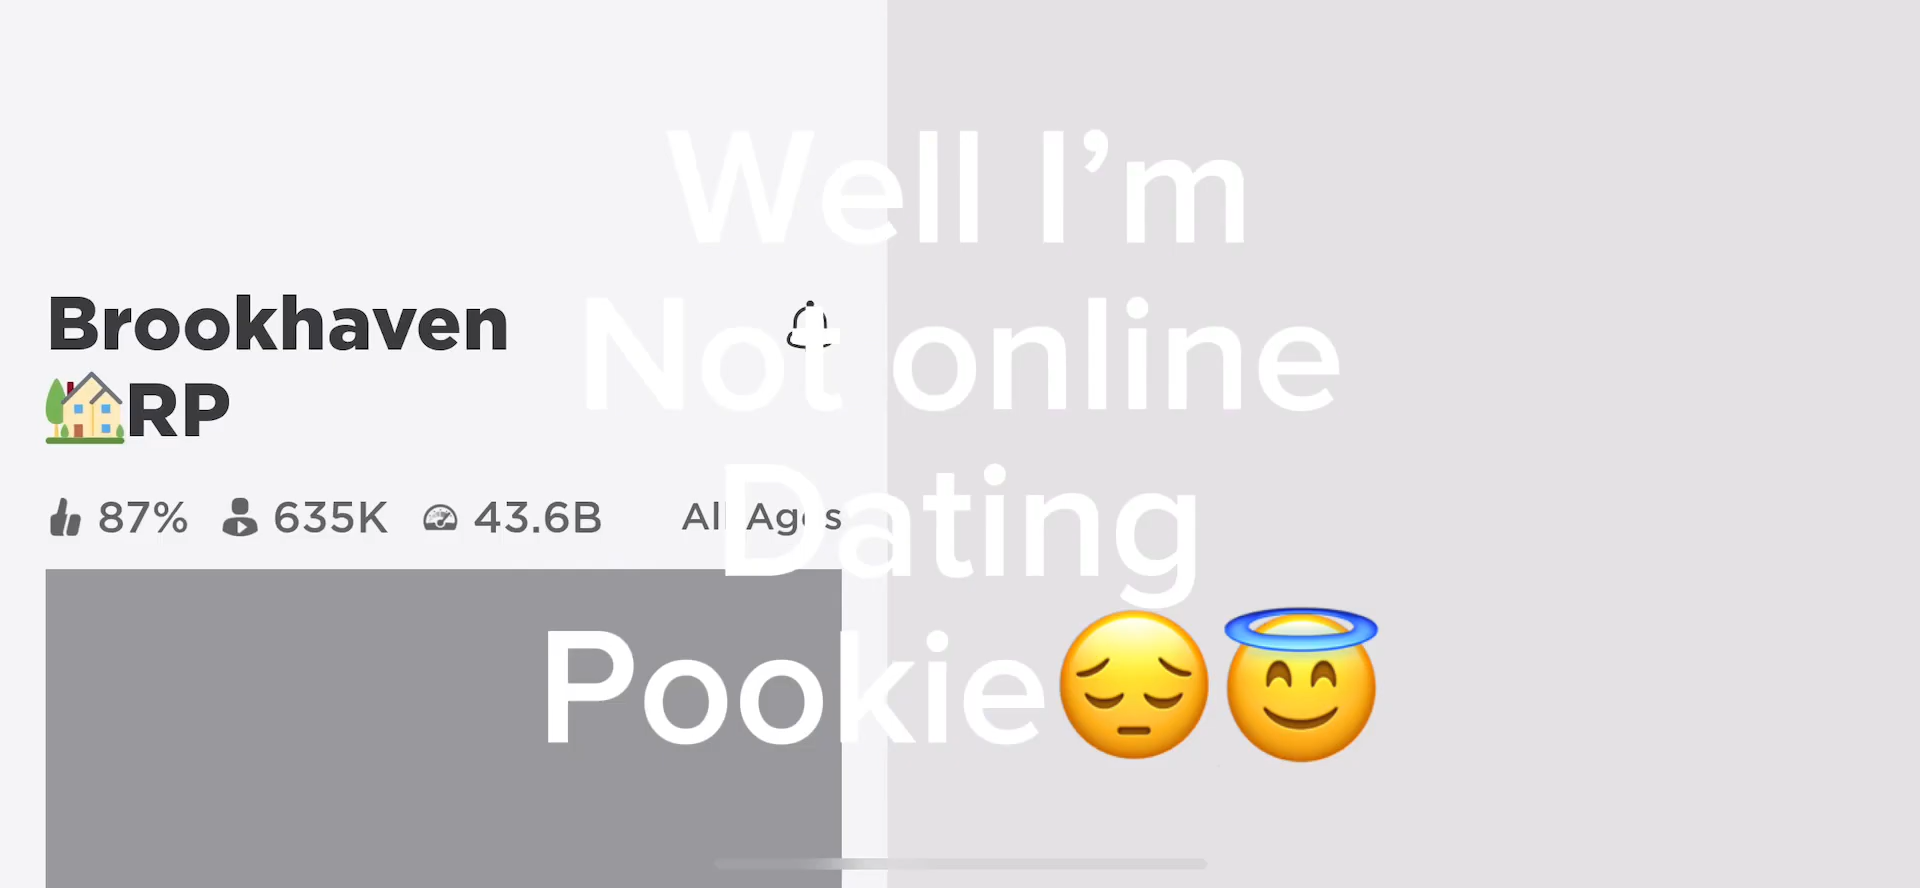 Well I’m
Not online
Dating
Pookie😔😇
Brookhaven
🏡RP
87% 635K 43.6B All Ages